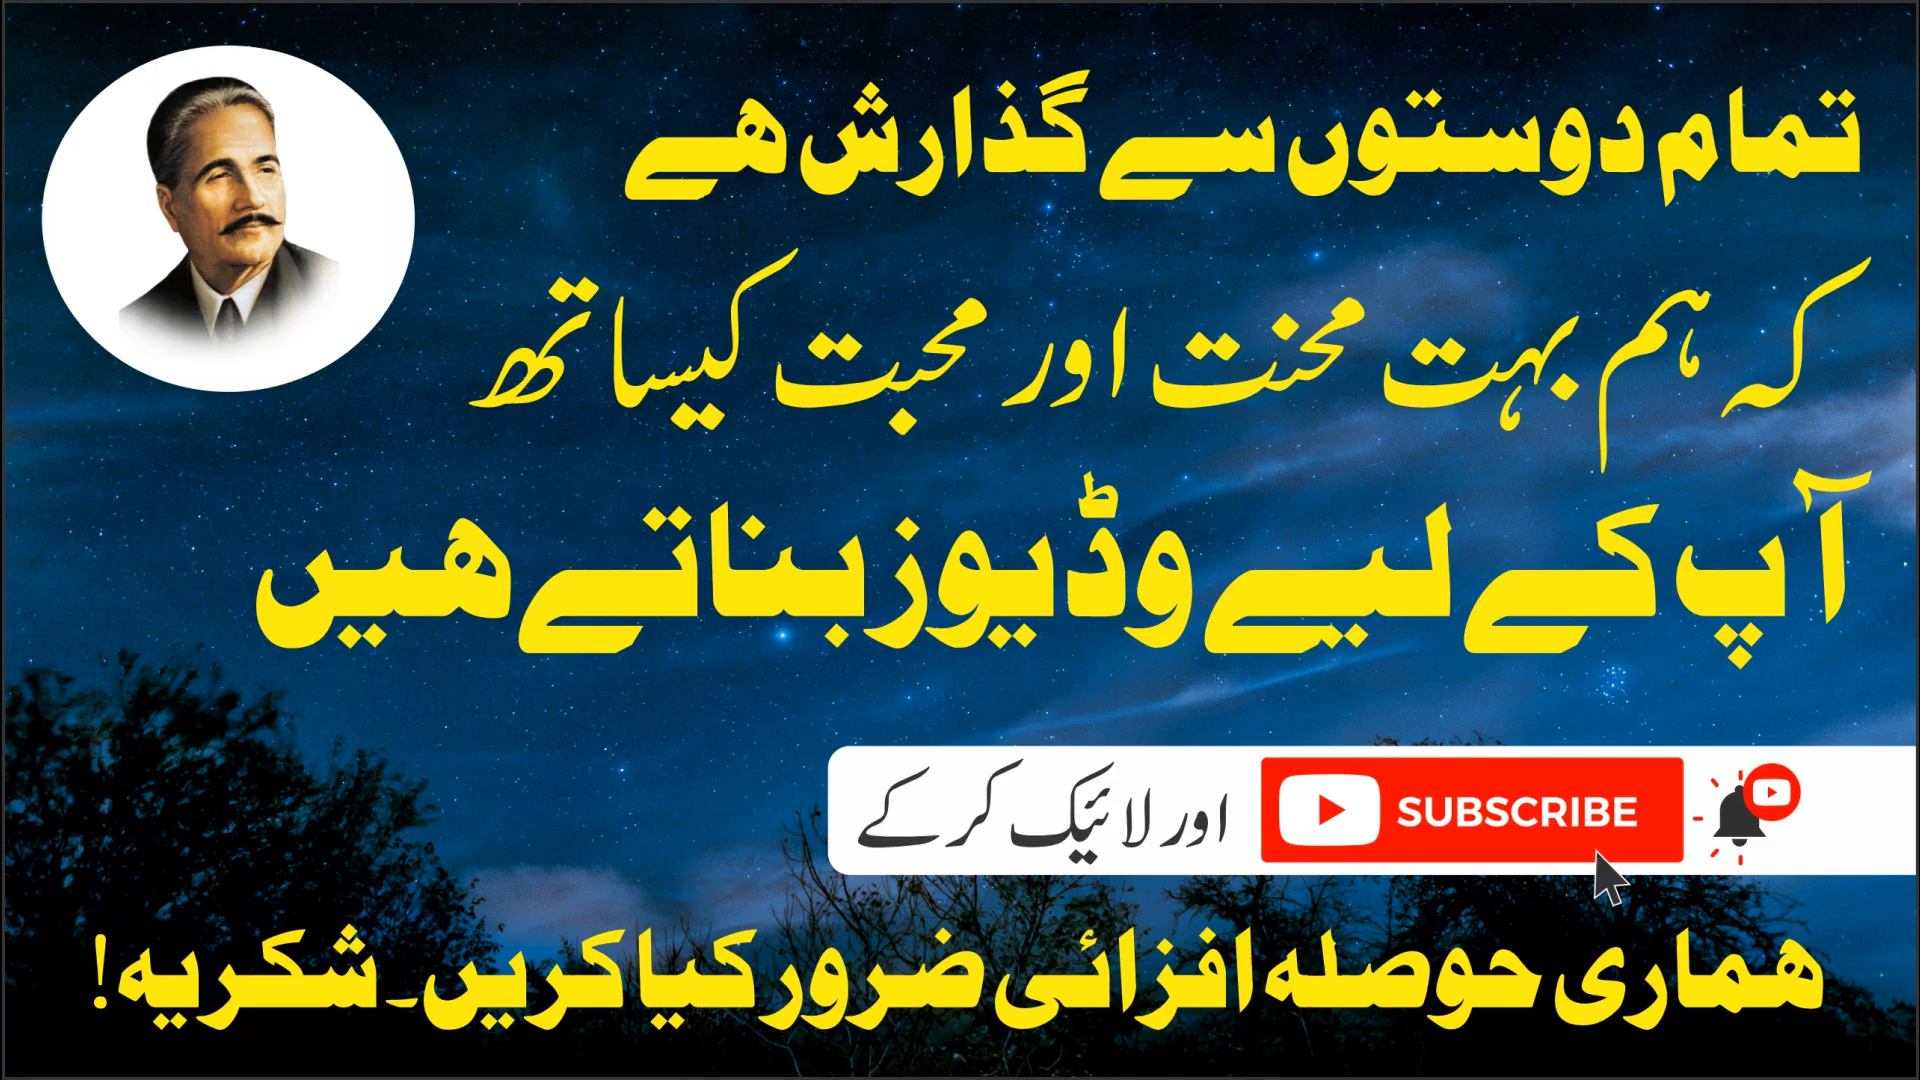 تمام دوستوں سے گذارش ھے
کہ ہم بہت محنت اور محبت کیساتھ
آپ کے لیے وڈیوز بناتے ھیں
SUBSCRIBE اور لائیک کر کے
ھماری حوصلہ افزائی ضرور کیا کریں۔ شکریہ!